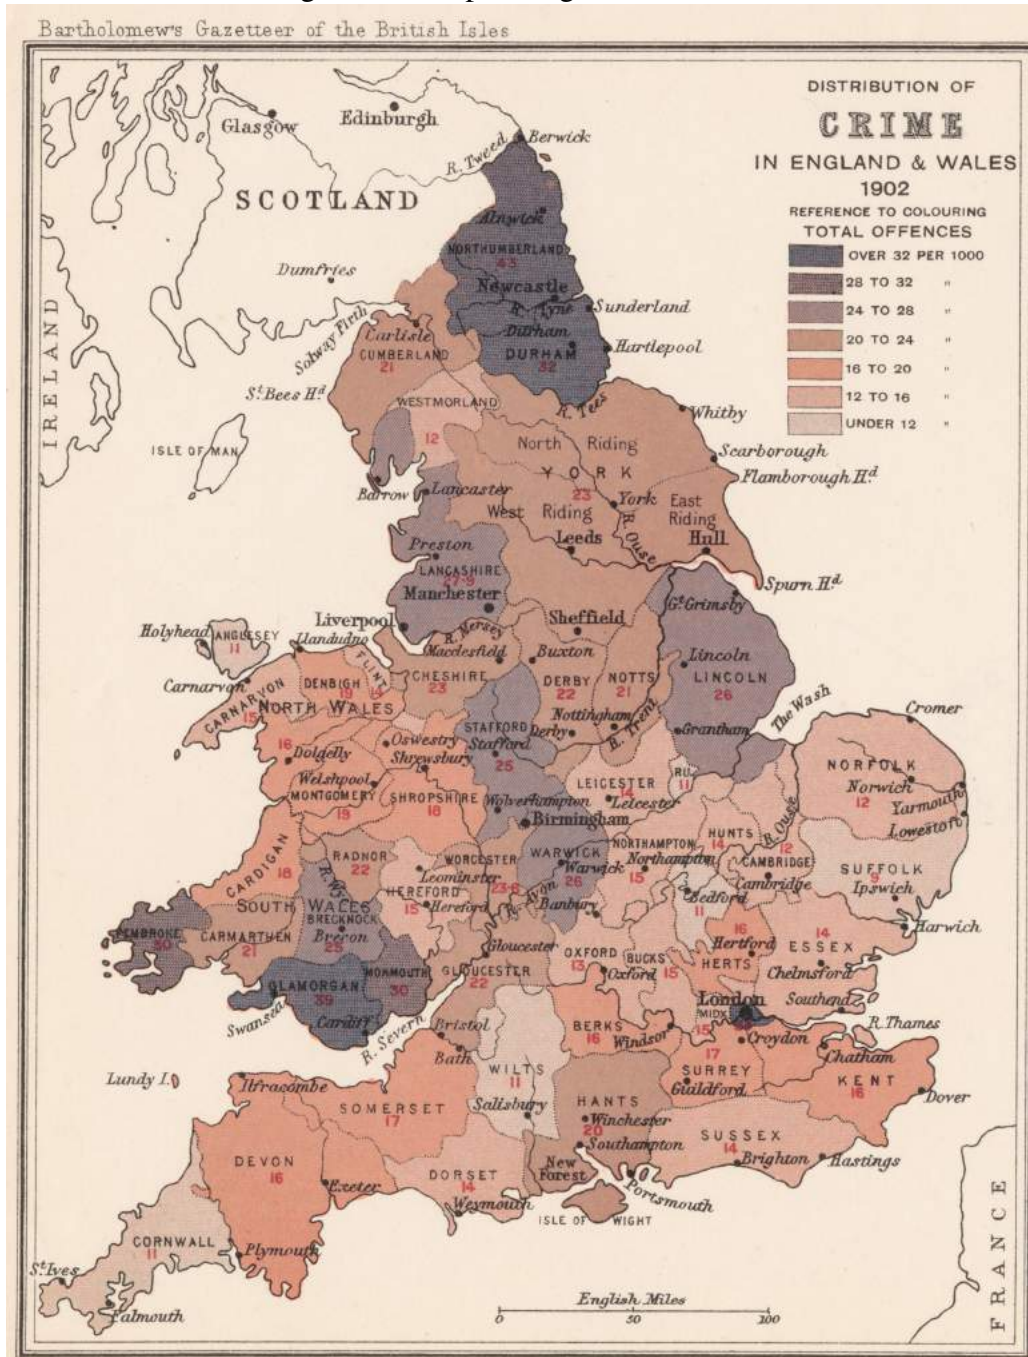 Bartholomew's Gazetteer of the British Isles
DISTRIBUTION OF
CRIME
IN ENGLAND & WALES
1902
REFERENCE TO COLOURING
TOTAL OFFENCES
OVER 32 PER 1000
28 TO 32 "
24 TO 28 "
20 TO 24 "
16 TO 20 "
12 TO 16 "
UNDER 12 "
Glasgow
Edinburgh
R. Tweed
Berwick
SCOTLAND
Alnwick
NORTHUMBERLAND
43
Dumfries
Newcastle
R. Tyne
Sunderland
IRELAND
Solway Firth
Carlisle
CUMBERLAND
21
Durham
DURHAM
32
Hartlepool
St. Bees Hd.
WESTMORLAND
12
R. Tees
Whitby
ISLE OF MAN
North Riding
Scarborough
YORK
23
Flamborough Hd.
Barrow
Lancaster
West Riding
York
East
Riding
R. Ouse
Leeds
Hull
Preston
LANCASHIRE
27·9
Manchester
Spurn Hd.
Gt. Grimsby
Liverpool
R. Mersey
Sheffield
Holyhead
ANGLESEY
11
Llandudno
Macclesfield
Buxton
Lincoln
LINCOLN
26
Carnarvon
CARNARVON
15
DENBIGH
19
FLINT
CHESHIRE
23
DERBY
22
NOTTS
21
NORTH WALES
The Wash
Cromer
STAFFORD
Stafford
25
Nottingham
Derby
R. Trent
Grantham
16
Dolgelly
Oswestry
Shrewsbury
LEICESTER
14
Leicester
RU.
11
NORFOLK
Norwich
12
Yarmouth
Lowestoft
Welshpool
MONTGOMERY
19
SHROPSHIRE
18
Wolverhampton
Birmingham
NORTHAMPTON
Northampton
15
HUNTS
14
R. Ouse
12
CAMBRIDGE
Cambridge
SUFFOLK
9
Ipswich
CARDIGAN
18
RADNOR
22
Leominster
WORCESTER
WARWICK
Warwick
26
HEREFORD
15
Hereford
R. Avon
Banbury
Bedford
11
Harwich
SOUTH WALES
BRECKNOCK
Brecon
25
PEMBROKE
30
CARMARTHEN
21
Gloucester
GLOUCESTER
22
OXFORD
13
Oxford
BUCKS
15
16
Hertford
HERTS
14
ESSEX
Chelmsford
GLAMORGAN
39
MONMOUTH
30
Swansea
Cardiff
R. Severn
London
MIDX
15
Southend
R. Thames
Bristol
Bath
BERKS
16
Windsor
Croydon
Chatham
Lundy I.
Ilfracombe
WILTS
11
Salisbury
17
SURREY
Guildford
KENT
16
Dover
SOMERSET
17
HANTS
Winchester
20
Southampton
SUSSEX
14
Brighton
Hastings
DEVON
16
Exeter
DORSET
14
Weymouth
New
Forest
Portsmouth
ISLE OF WIGHT
CORNWALL
11
Plymouth
St. Ives
Falmouth
English Miles
0 50 100
FRANCE